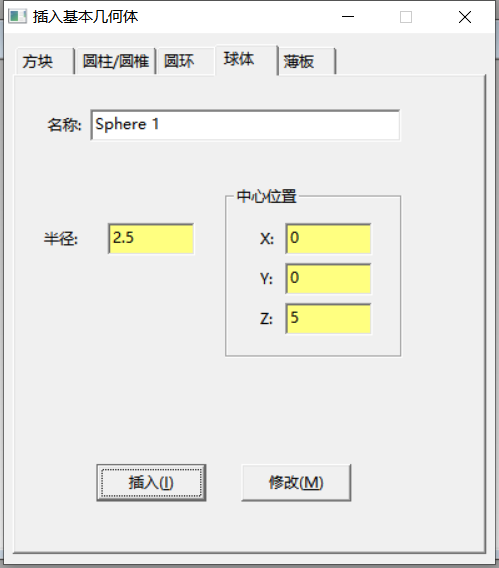 插入基本几何体
方块 圆柱/圆椎 圆环 球体 薄板
名称: Sphere 1
中心位置
半径: 2.5 X: 0
Y: 0
Z: 5
插入(I) 修改(M)